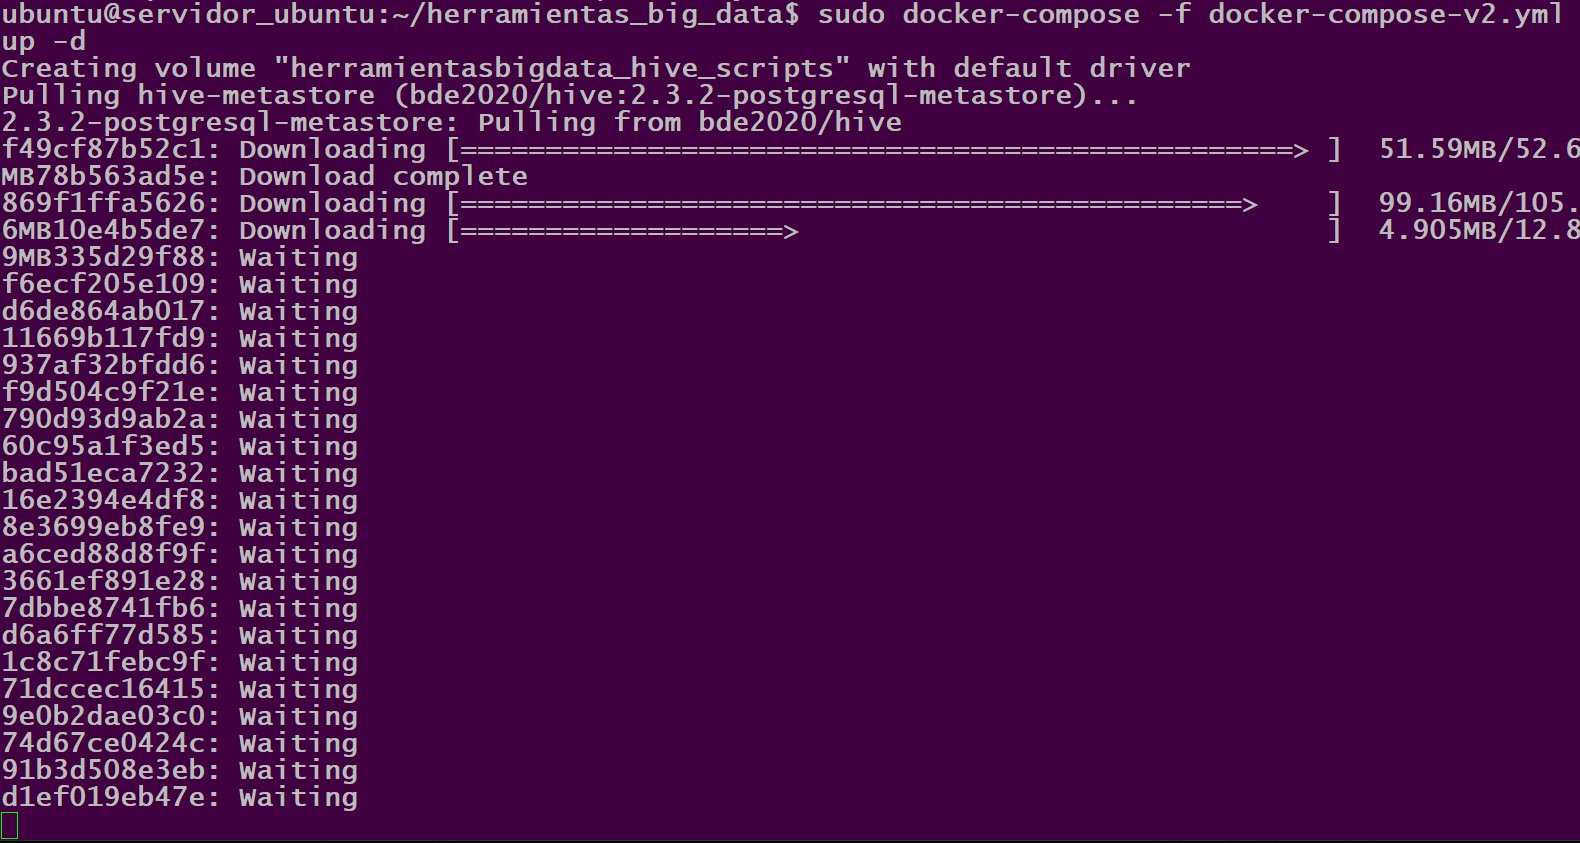 ubuntu@servidor_ubuntu:~/herramientas_big_data$ sudo docker-compose -f docker-compose-v2.yml
up -d
Creating volume "herramientasbigdata_hive_scripts" with default driver
Pulling hive-metastore (bde2020/hive:2.3.2-postgresql-metastore)...
2.3.2-postgresql-metastore: Pulling from bde2020/hive
f49cf87b52c1: Downloading [=================================================> ]  51.59MB/52.6
MB78b563ad5e: Download complete
869f1ffa5626: Downloading [==============================================>    ]  99.16MB/105.
6MB10e4b5de7: Downloading [===================>                               ]  4.905MB/12.8
9MB335d29f88: Waiting
f6ecf205e109: Waiting
d6de864ab017: Waiting
11669b117fd9: Waiting
937af32bfdd6: Waiting
f9d504c9f21e: Waiting
790d93d9ab2a: Waiting
60c95a1f3ed5: Waiting
bad51eca7232: Waiting
16e2394e4df8: Waiting
8e3699eb8fe9: Waiting
a6ced88d8f9f: Waiting
3661ef891e28: Waiting
7dbbe8741fb6: Waiting
d6a6ff77d585: Waiting
1c8c71febc9f: Waiting
71dccec16415: Waiting
9e0b2dae03c0: Waiting
74d67ce0424c: Waiting
91b3d508e3eb: Waiting
d1ef019eb47e: Waiting